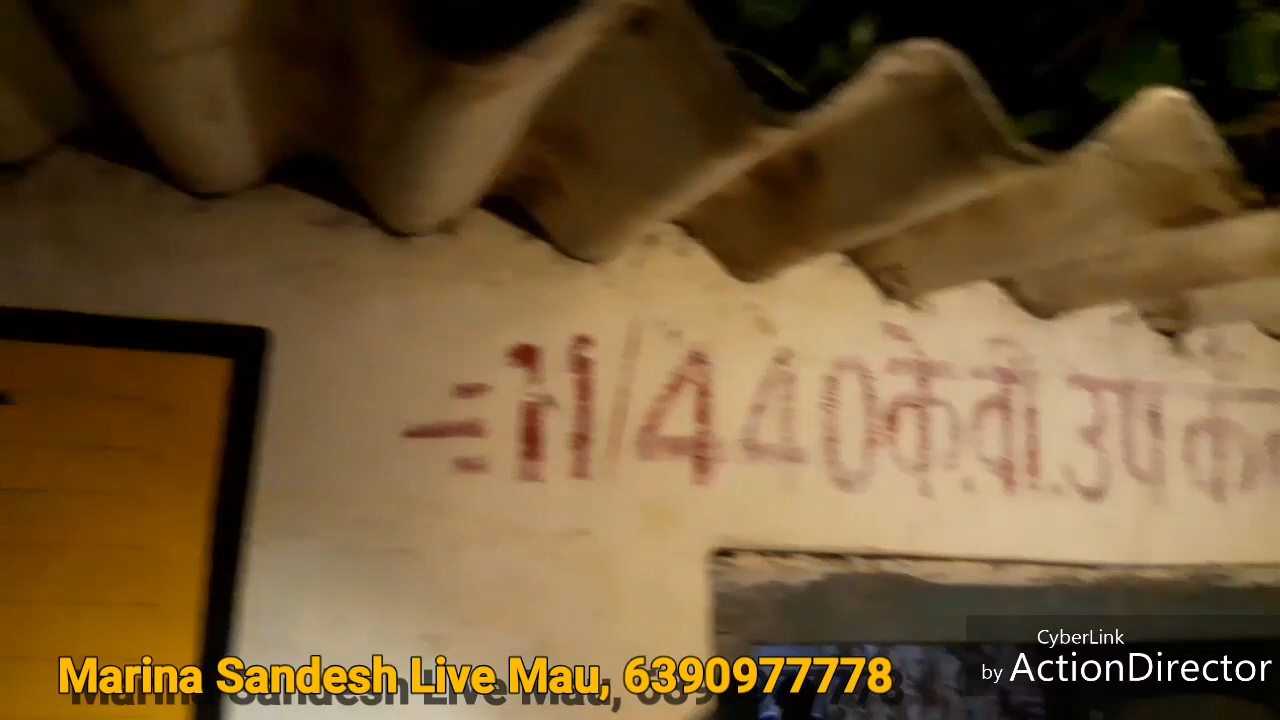 11/440 के.वी. उप
Marina Sandesh Live Mau, 6390977778
CyberLink
by ActionDirector